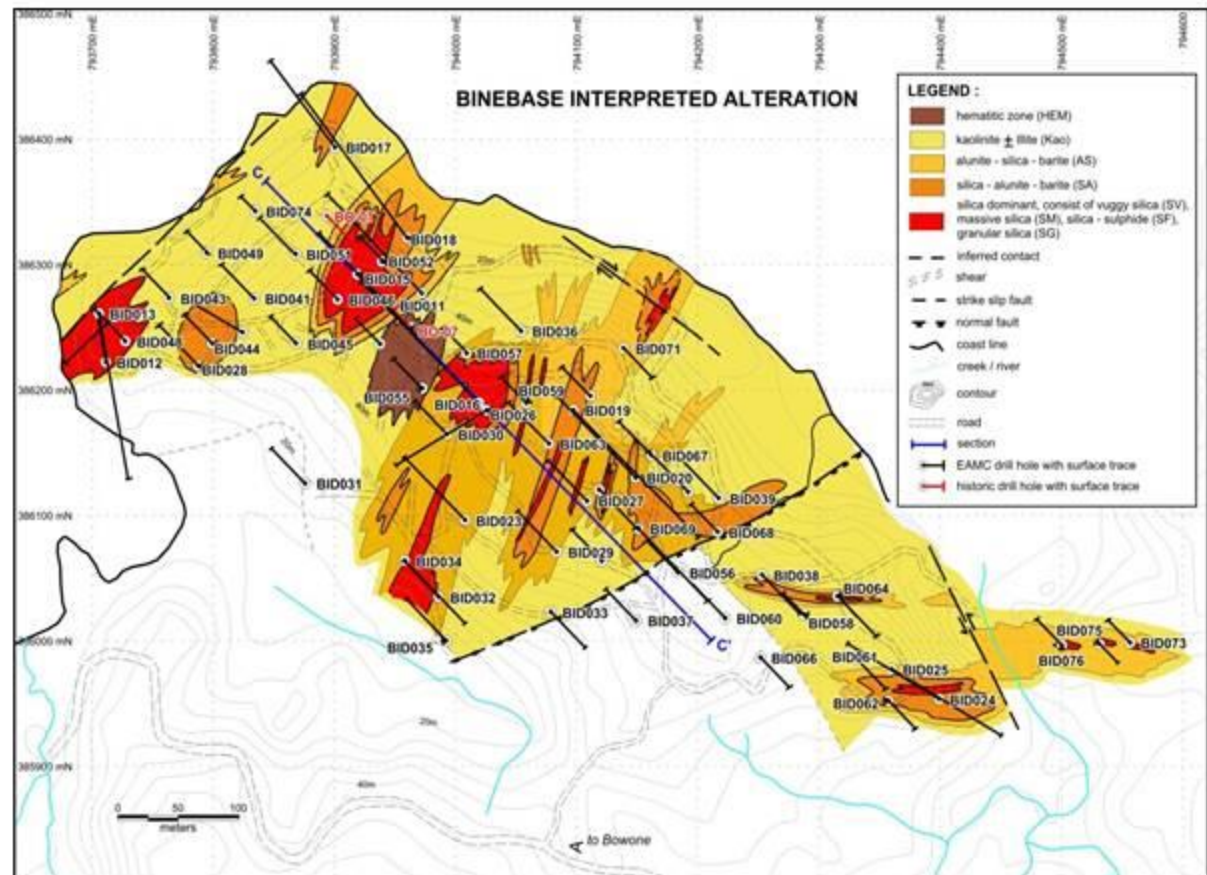 793700 mE
793800 mE
793900 mE
794000 mE
794100 mE
794200 mE
794300 mE
794400 mE
794500 mE
794600 mE
386500 mN
386400 mN
386300 mN
386200 mN
386100 mN
386000 mN
385900 mN
BINEBASE INTERPRETED ALTERATION
LEGEND :
hematitic zone (HEM)
kaolinite ± Illite (Kao)
alunite - silica - barite (AS)
silica - alunite - barite (SA)
silica dominant, consist of vuggy silica (SV),
massive silica (SM), silica - sulphide (SF),
granular silica (SG)
inferred contact
shear
strike slip fault
normal fault
coast line
creek / river
contour
road
section
EAMC drill hole with surface trace
historic drill hole with surface trace
BID017
C
BID074
BID018
BID049
BID051
BID052
BID015
BID043
BID041
BID046
BID011
BID013
BID036
BID048
BID044
BID045
BID057
BID071
BID012
BID028
BID055
BID016
BID059
BID026
BID019
BID030
BID063
BID067
BID031
BID020
BID027
BID039
BID023
BID069
BID068
BID029
BID034
BID056
BID038
BID064
BID032
BID033
BID037
BID060
BID058
BID035
C'
BID066
BID061
BID075
BID073
BID076
BID025
BID062
BID024
20m
40m
0 50 100
meters
A to Bowone